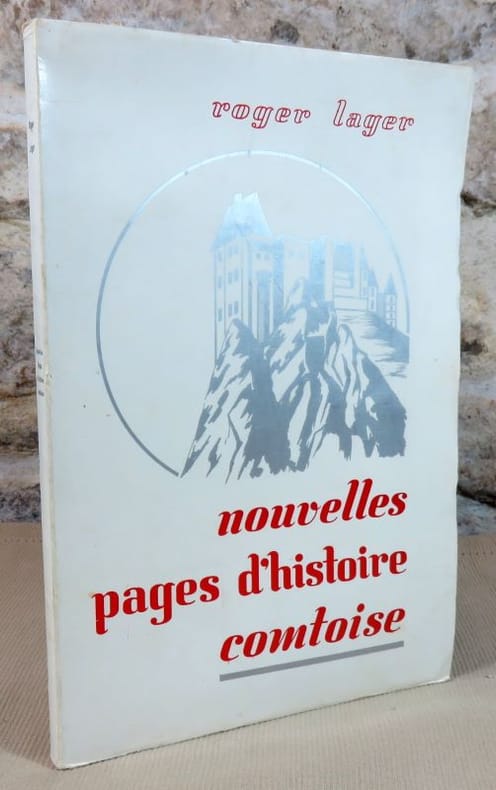 roger lager
nouvelles
pages d'histoire
comtoise